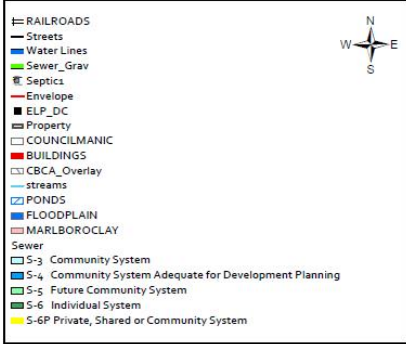 RAILROADS
Streets
Water Lines
Sewer_Grav
Septics1
Envelope
ELP_DC
Property
COUNCILMANIC
BUILDINGS
CBCA_Overlay
streams
PONDS
FLOODPLAIN
MARLBOROCLAY
Sewer
S-3 Community System
S-4 Community System Adequate for Development Planning
S-5 Future Community System
S-6 Individual System
S-6P Private, Shared or Community System
N
W E
S